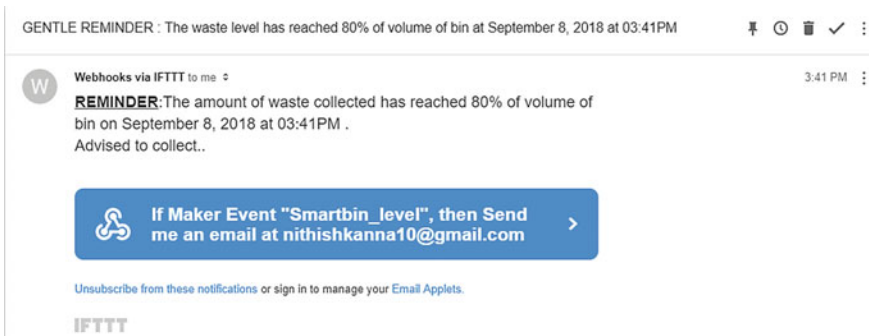 GENTLE REMINDER : The waste level has reached 80% of volume of bin at September 8, 2018 at 03:41PM
W
Webhooks via IFTTT to me
3:41 PM
REMINDER:The amount of waste collected has reached 80% of volume of
bin on September 8, 2018 at 03:41PM .
Advised to collect..
If Maker Event "Smartbin_level", then Send
me an email at nithishkanna10@gmail.com
Unsubscribe from these notifications or sign in to manage your Email Applets.
IFTTT